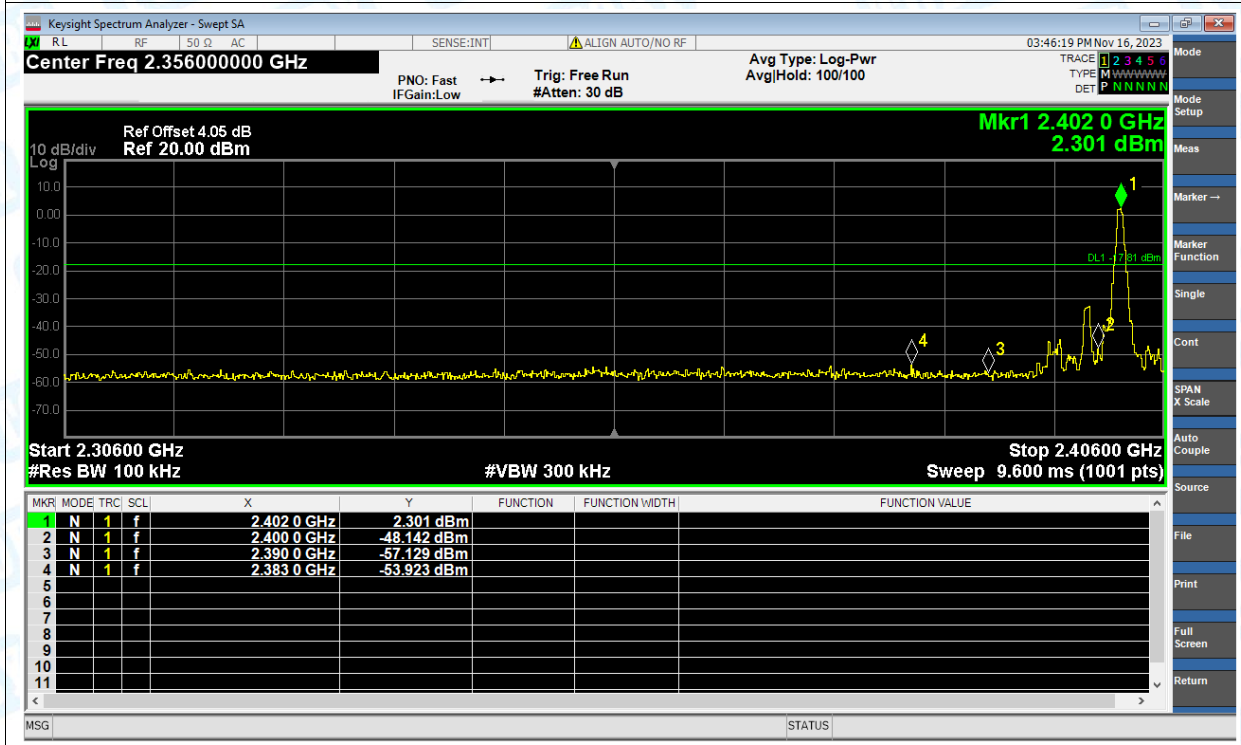 Keysight Spectrum Analyzer - Swept SA
LXI RL RF 50 Ω AC SENSE:INT ALIGN AUTO/NO RF 03:46:19 PM Nov 16, 2023
Center Freq 2.356000000 GHz
PNO: Fast
IFGain:Low
Trig: Free Run
#Atten: 30 dB
Avg Type: Log-Pwr
Avg|Hold: 100/100
TRACE 1 2 3 4 5 6
TYPE M WWWWW
DET P N N N N N
Mkr1 2.402 0 GHz
2.301 dBm
Ref Offset 4.05 dB
10 dB/div Ref 20.00 dBm
Log
10.0
0.00
-10.0
-20.0
-30.0
-40.0
-50.0
-60.0
-70.0
1
2
3
4
Start 2.30600 GHz Stop 2.40600 GHz
#Res BW 100 kHz #VBW 300 kHz Sweep 9.600 ms (1001 pts)
MKR MODE TRC SCL X Y FUNCTION FUNCTION WIDTH FUNCTION VALUE
1 N 1 f 2.402 0 GHz 2.301 dBm
2 N 1 f 2.400 0 GHz -48.142 dBm
3 N 1 f 2.390 0 GHz -57.129 dBm
4 N 1 f 2.383 0 GHz -53.923 dBm
5
6
7
8
9
10
11
MSG STATUS
Mode
Mode
Setup
Meas
Marker →
Marker
Function
Single
Cont
SPAN
X Scale
Auto
Couple
Source
File
Print
Full
Screen
Return